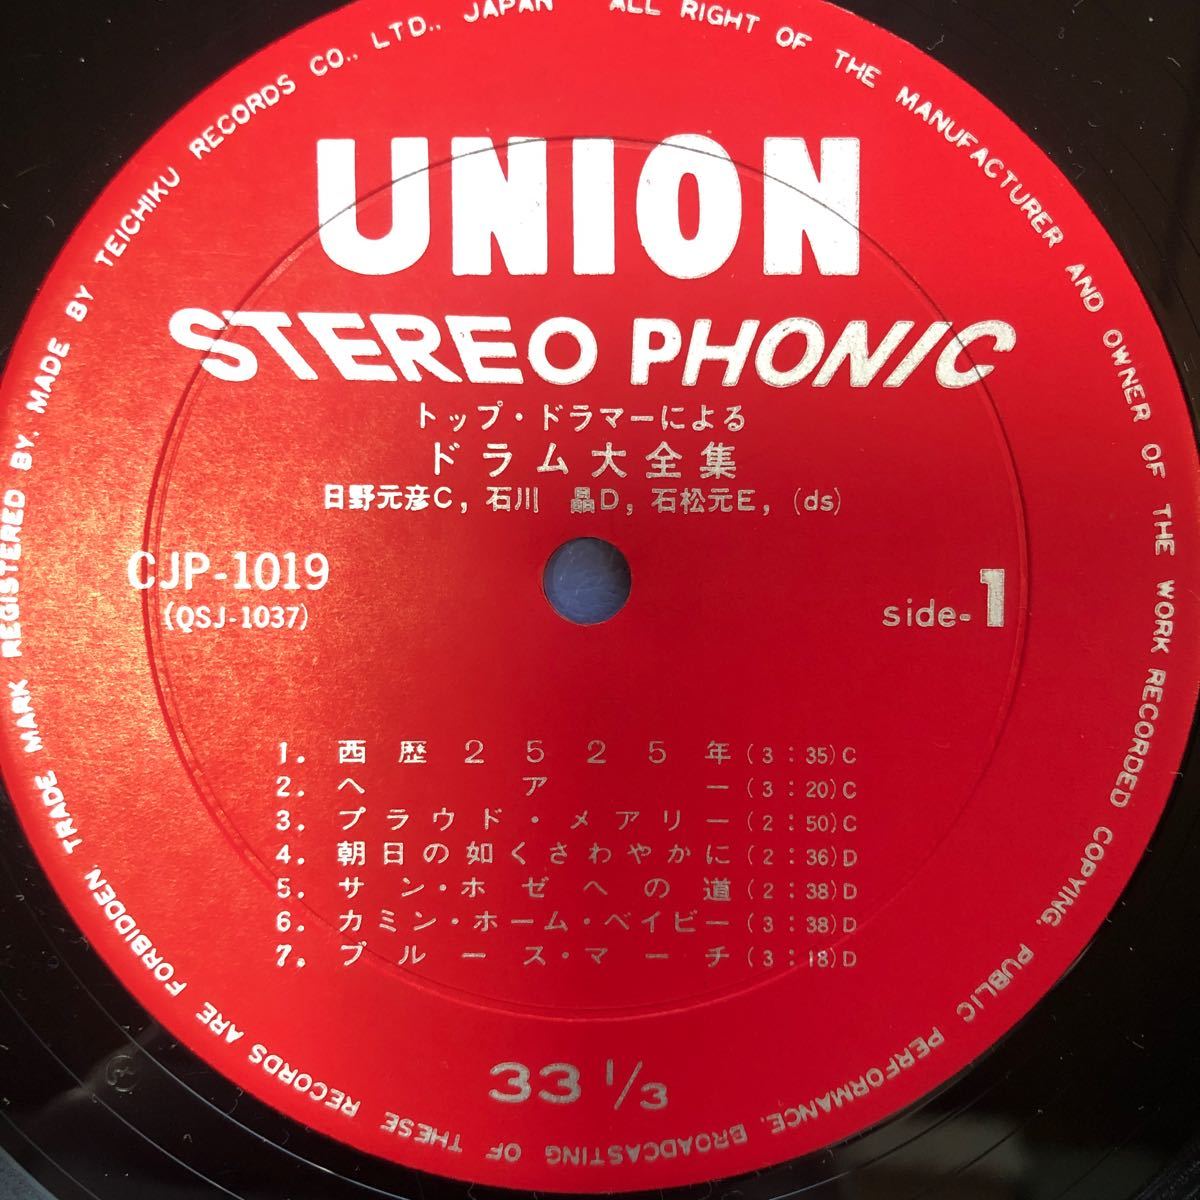 UNION
STEREO PHONIC
トップ・ドラマーによる
ドラム大全集
日野元彦C, 石川 晶D, 石松元E, (ds)
CJP-1019
(QSJ-1037)
side-1
1. 西歴2525年(3:35)C
2. ヘアー(3:20)C
3. プラウド・メアリー(2:50)C
4. 朝日の如くさわやかに(2:36)D
5. サン・ホゼへの道(2:38)D
6. カミン・ホーム・ベイビー(3:38)D
7. ブルース・マーチ(3:18)D
33 1/3
TRADE MARK REGISTERED BY. MADE BY TEICHIKU RECORDS CO., LTD., JAPAN ALL RIGHT OF THE MANUFACTURER AND OWNER OF THE WORK RECORDED COPYING, PUBLIC PERFORMANCE, BROADCASTING OF THESE RECORDS ARE FORBIDDEN,